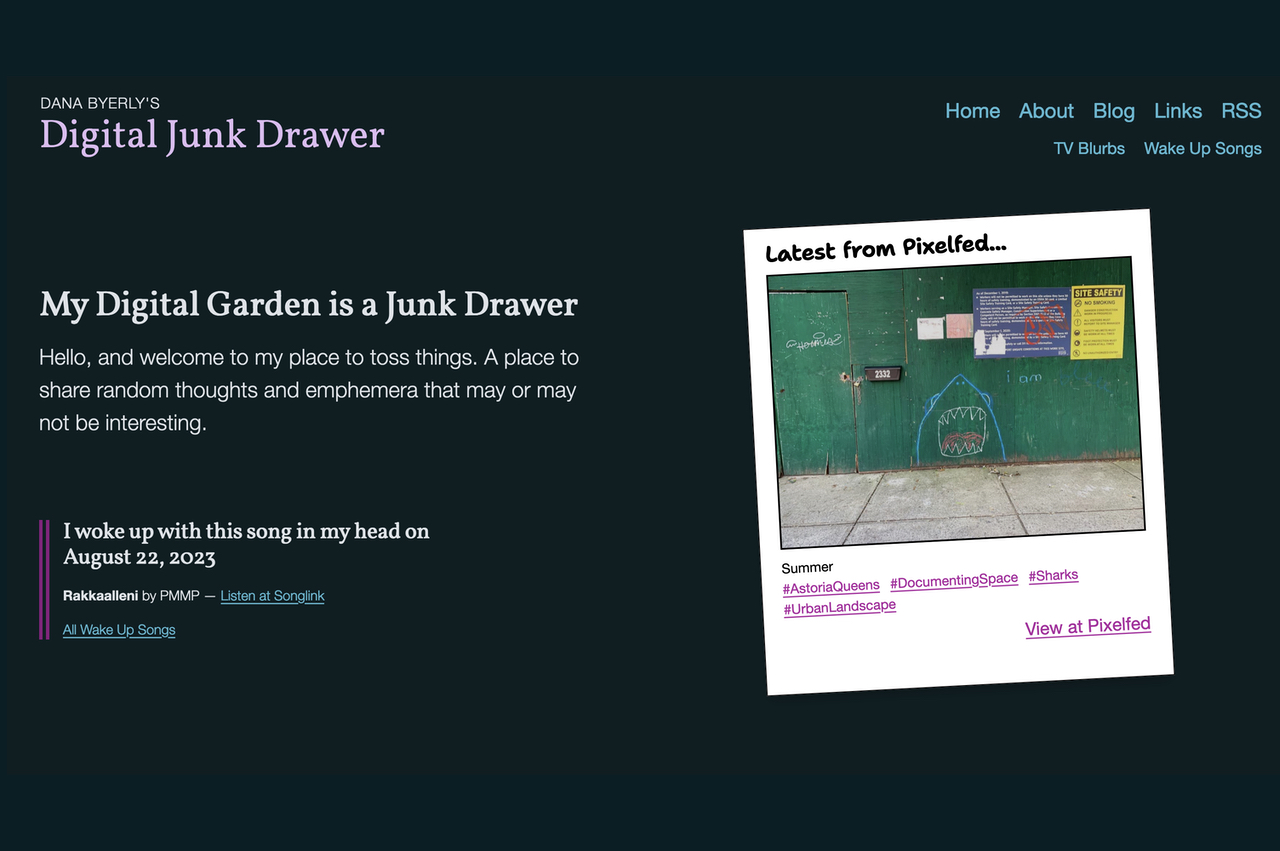 DANA BYERLY'S
Digital Junk Drawer
Home About Blog Links RSS
TV Blurbs Wake Up Songs
My Digital Garden is a Junk Drawer
Hello, and welcome to my place to toss things. A place to
share random thoughts and emphemera that may or may
not be interesting.
I woke up with this song in my head on
August 22, 2023
Rakkaalleni by PMMP — Listen at Songlink
All Wake Up Songs
Latest from Pixelfed...
SITE SAFETY
NO SMOKING
2332
i am
Summer
#AstoriaQueens #DocumentingSpace #Sharks
#UrbanLandscape
View at Pixelfed